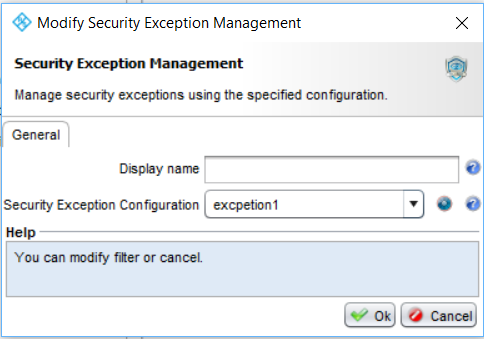 Modify Security Exception Management
Security Exception Management
Manage security exceptions using the specified configuration.
General
Display name
Security Exception Configuration excpetion1
Help
You can modify filter or cancel.
Ok Cancel